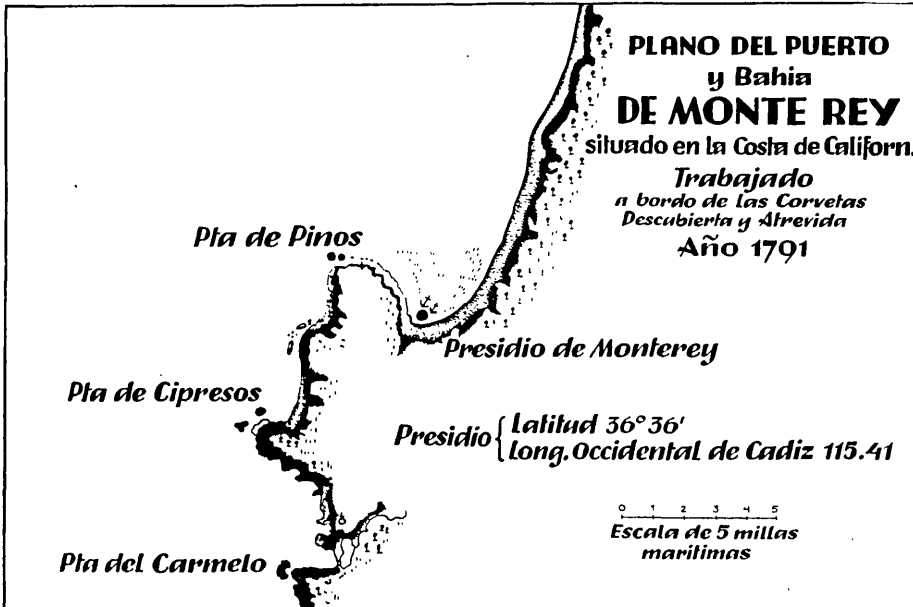 PLANO DEL PUERTO
y Bahia
DE MONTE REY
situado en la Costa de Californ.
Trabajado
a bordo de las Corvetas
Descubierta y Atrevida
Año 1791
Pta de Pinos
Presidio de Monterey
Pta de Cipresos
Presidio { Latitud 36° 36'
Long. Occidental de Cadiz 115.41
0 1 2 3 4 5
Escala de 5 millas
maritimas
Pta del Carmelo